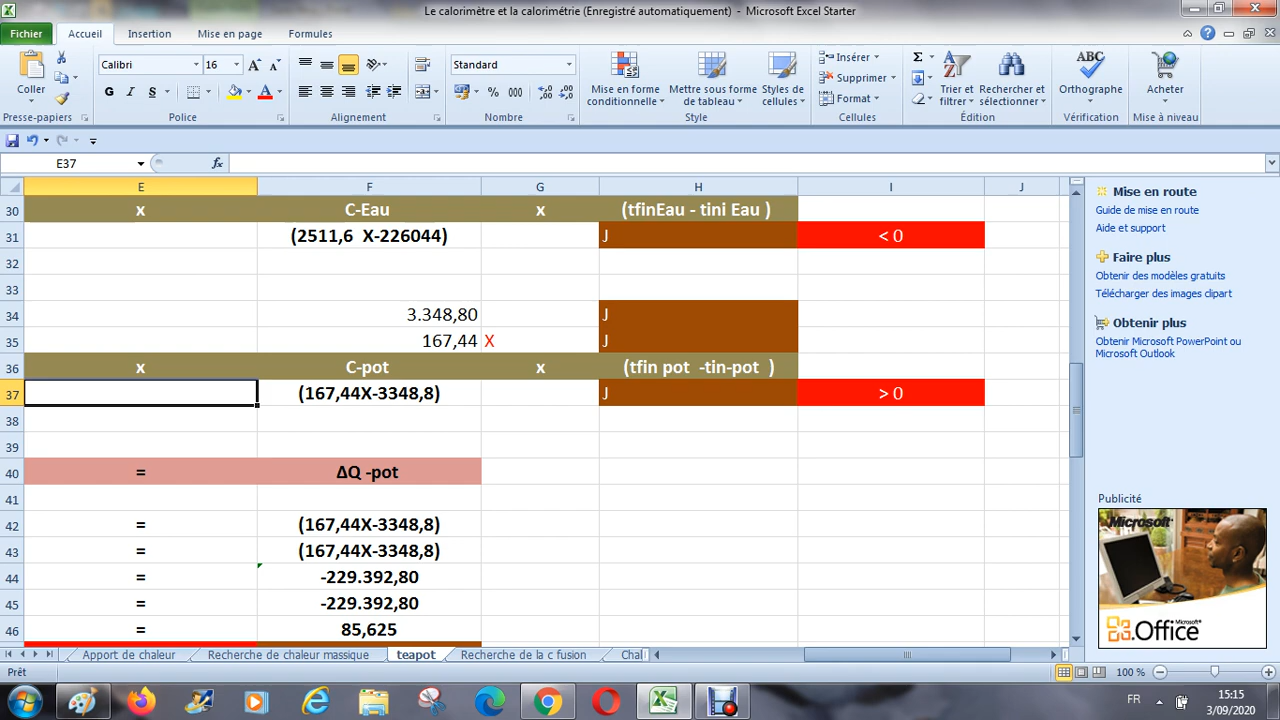 Le calorimètre et la calorimétrie (Enregistré automatiquement) - Microsoft Excel Starter
Fichier Accueil Insertion Mise en page Formules
Coller
Presse-papiers
Calibri 16
G I S
Police
Alignement
Standard
% 000
Nombre
Mise en forme conditionnelle
Mettre sous forme de tableau
Styles de cellules
Style
Insérer
Supprimer
Format
Cellules
Σ
Trier et filtrer
Rechercher et sélectionner
Édition
ABC
Orthographe
Vérification
Acheter
Mise à niveau
E37 fx
E F G H I J
30 x C-Eau x (tfinEau - tini Eau )
31 (2511,6 X-226044) J < 0
32
33
34 3.348,80 J
35 167,44 X J
36 x C-pot x (tfin pot -tin-pot )
37 (167,44X-3348,8) J > 0
38
39
40 = ΔQ -pot
41
42 = (167,44X-3348,8)
43 = (167,44X-3348,8)
44 = -229.392,80
45 = -229.392,80
46 = 85,625
Mise en route
Guide de mise en route
Aide et support
Faire plus
Obtenir des modèles gratuits
Télécharger des images clipart
Obtenir plus
Obtenir Microsoft PowerPoint ou
Microsoft Outlook
Publicité
Microsoft
Microsoft
Office
Apport de chaleur Recherche de chaleur massique teapot Recherche de la c fusion Chal
Prêt 100 %
FR 15:15
3/09/2020